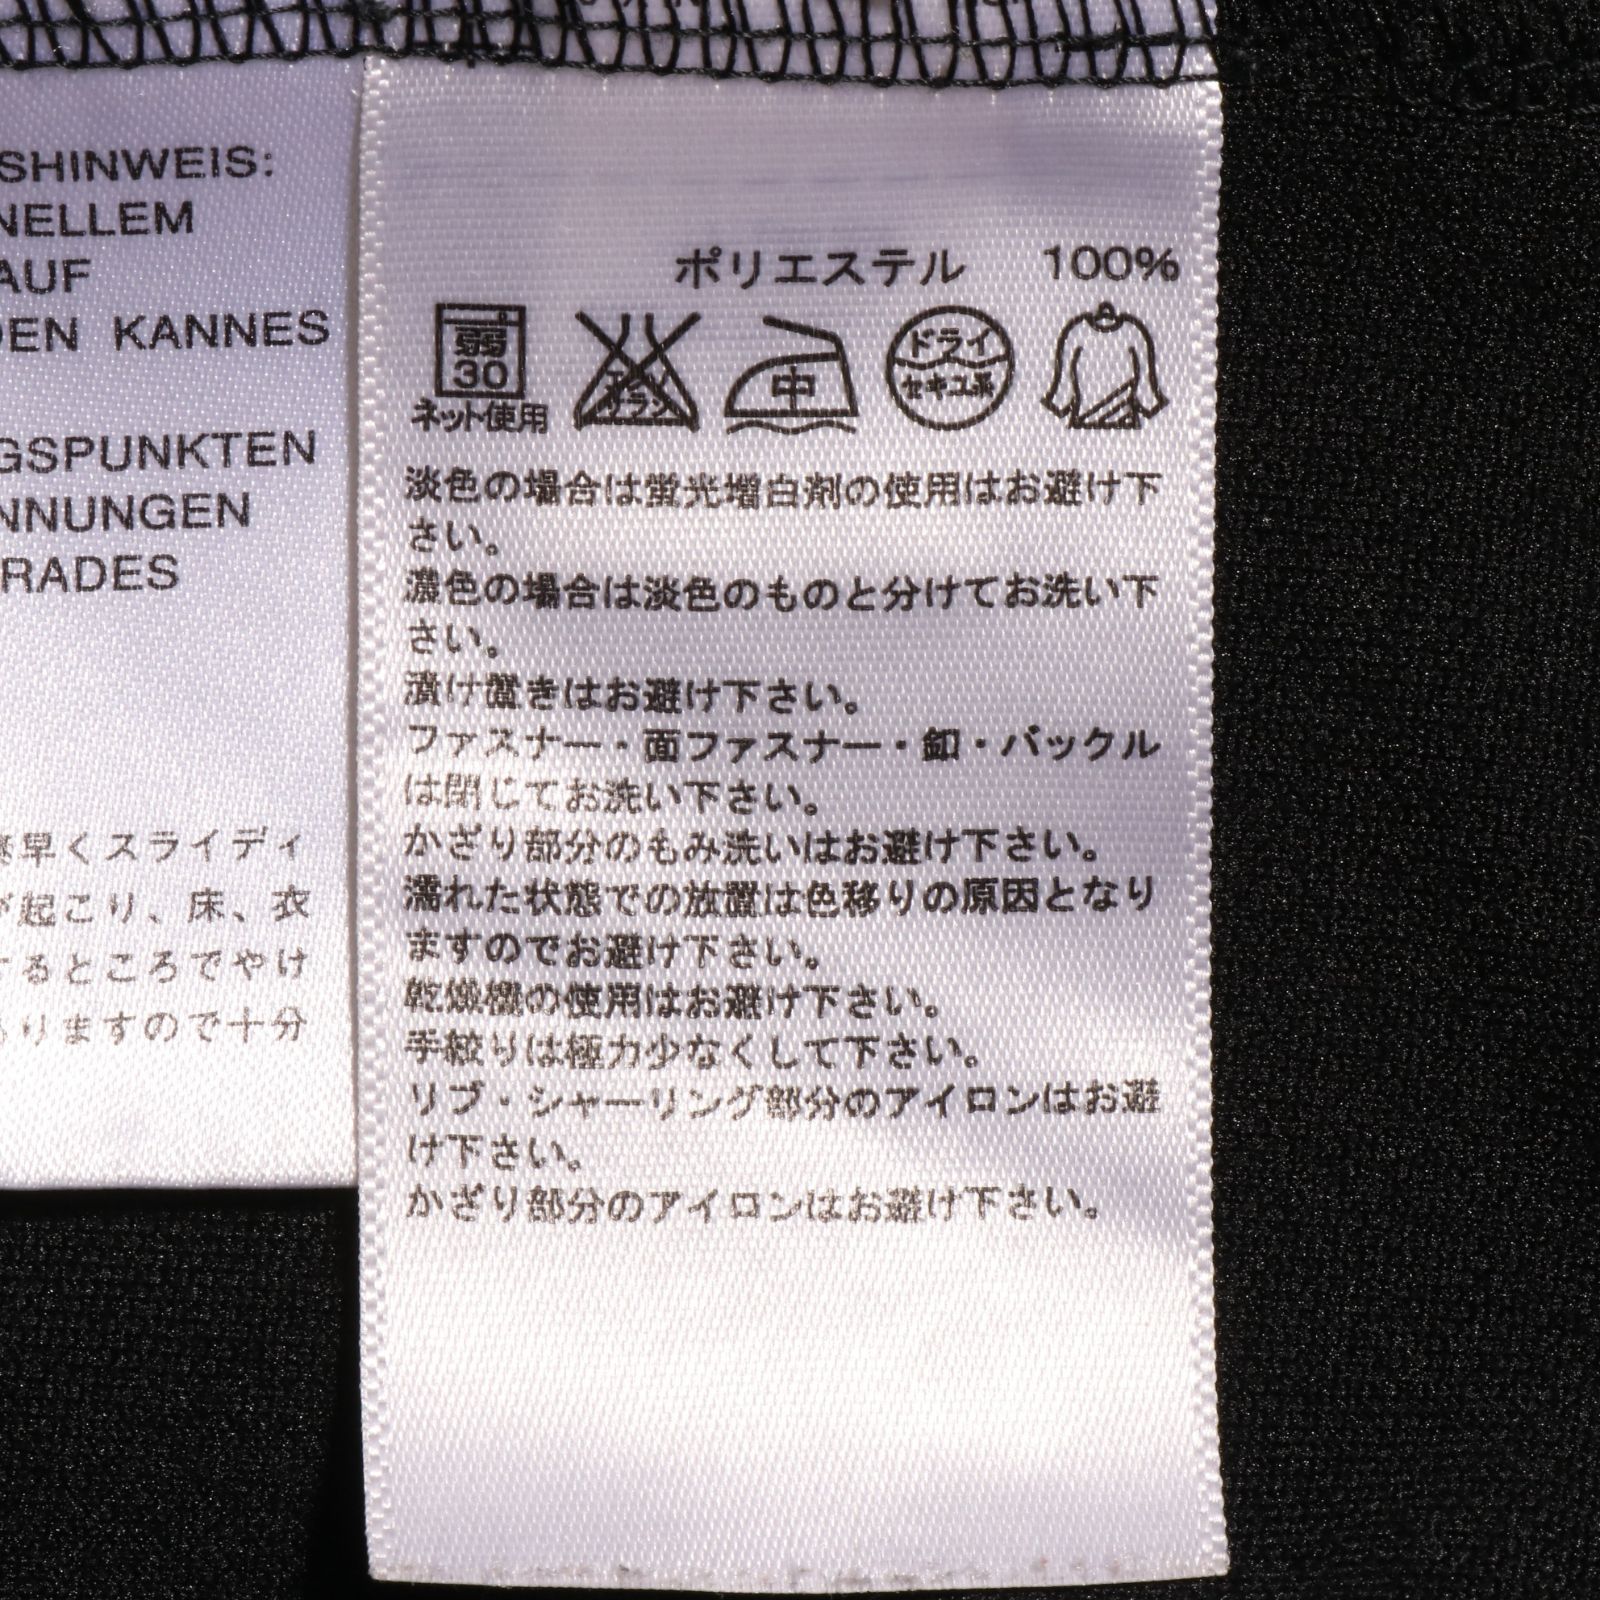 SHINWEIS:
NELLEM
AUF
DEN KANNES
GSPUNKTEN
NNUNGEN
RADES
早くスライディ
が起こり、床、衣
するところでやけ
ありますので十分
ポリエステル 100%
弱
30
ネット使用
エンソ
サラシ
中
ドライ
セキユ系
淡色の場合は蛍光増白剤の使用はお避け下
さい。
濃色の場合は淡色のものと分けてお洗い下
さい。
漬け置きはお避け下さい。
ファスナー・面ファスナー・釦・バックル
は閉じてお洗い下さい。
かざり部分のもみ洗いはお避け下さい。
濡れた状態での放置は色移りの原因となり
ますのでお避け下さい。
乾燥機の使用はお避け下さい。
手絞りは極力少なくして下さい。
リブ・シャーリング部分のアイロンはお避
け下さい。
かざり部分のアイロンはお避け下さい。